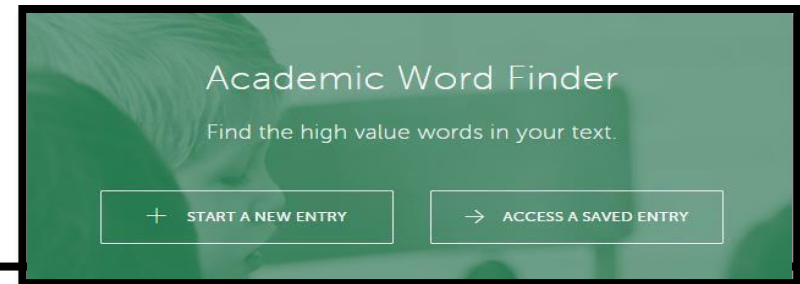 Academic Word Finder
Find the high value words in your text.
+ START A NEW ENTRY
→ ACCESS A SAVED ENTRY